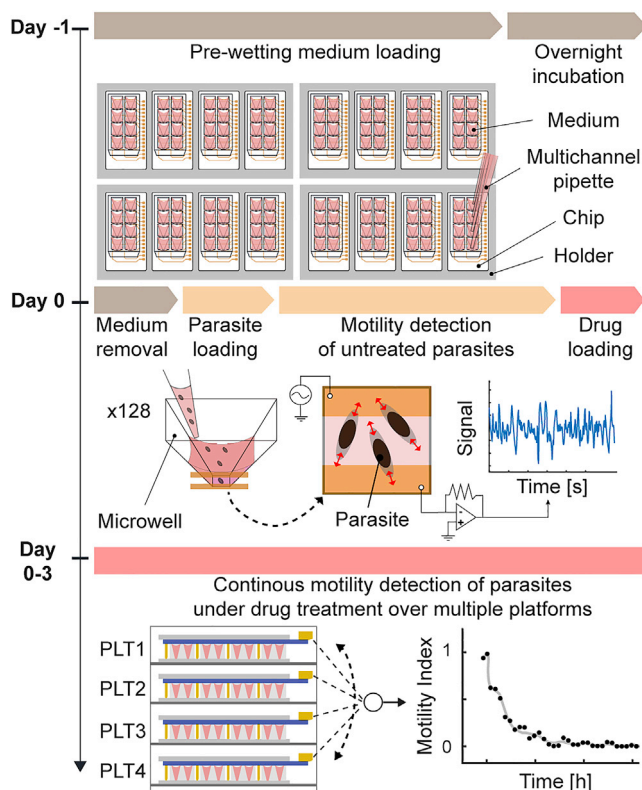 Day -1
Pre-wetting medium loading
Overnight
incubation
Medium
Multichannel
pipette
Chip
Holder
Day 0
Medium
removal
Parasite
loading
Motility detection
of untreated parasites
Drug
loading
x128
Microwell
Parasite
Signal
Time [s]
Day
0-3
Continous motility detection of parasites
under drug treatment over multiple platforms
PLT1
PLT2
PLT3
PLT4
Motility Index
1
0
Time [h]